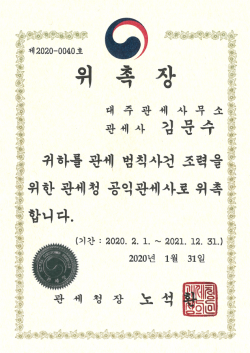 제2020-0040호
위 촉 장
대주관세사무소
관세사 김문수
귀하를 관세 범칙사건 조력을
위한 관세청 공익관세사로 위촉
합니다.
(기간 : 2020. 2. 1. ~ 2021. 12. 31.)
2020년 1월 31일
관 세 청 장 노 석 환